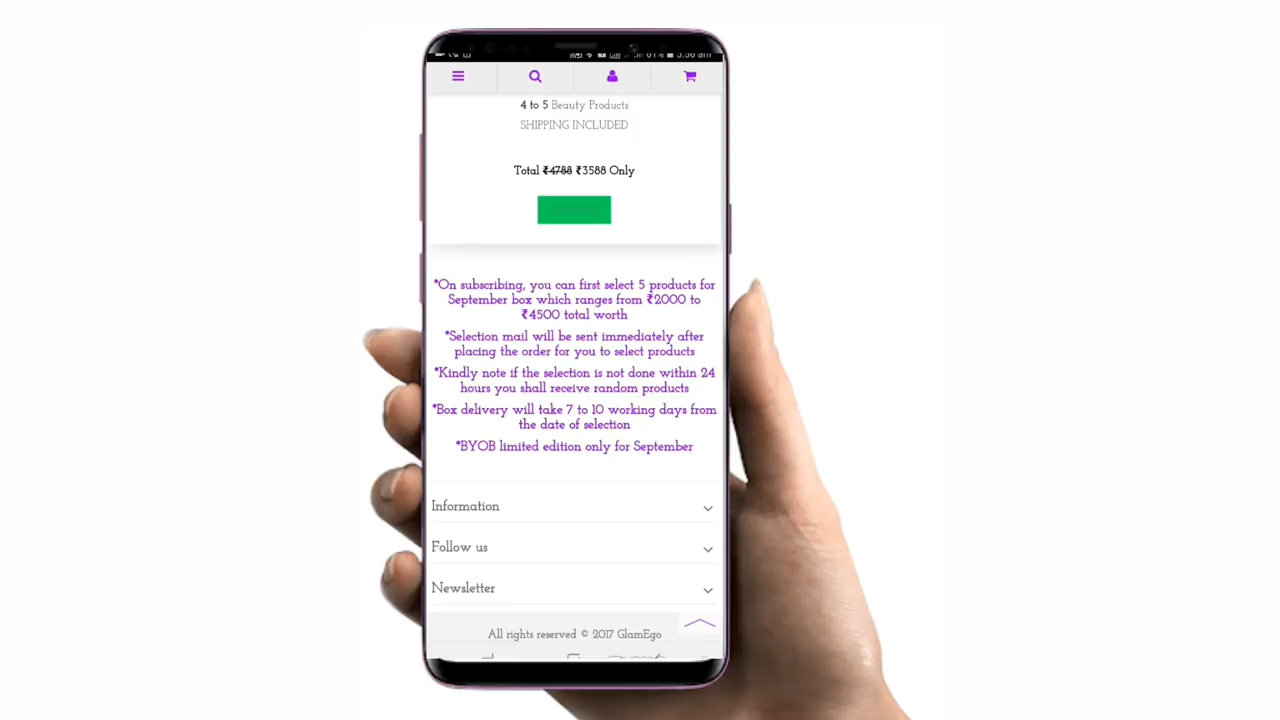 4 to 5 Beauty Products
SHIPPING INCLUDED
Total ₹4788 ₹3588 Only
*On subscribing, you can first select 5 products for
September box which ranges from ₹2000 to
₹4500 total worth
*Selection mail will be sent immediately after
placing the order for you to select products
*Kindly note if the selection is not done within 24
hours you shall receive random products
*Box delivery will take 7 to 10 working days from
the date of selection
*BYOB limited edition only for September
Information
Follow us
Newsletter
All rights reserved © 2017 GlamEgo